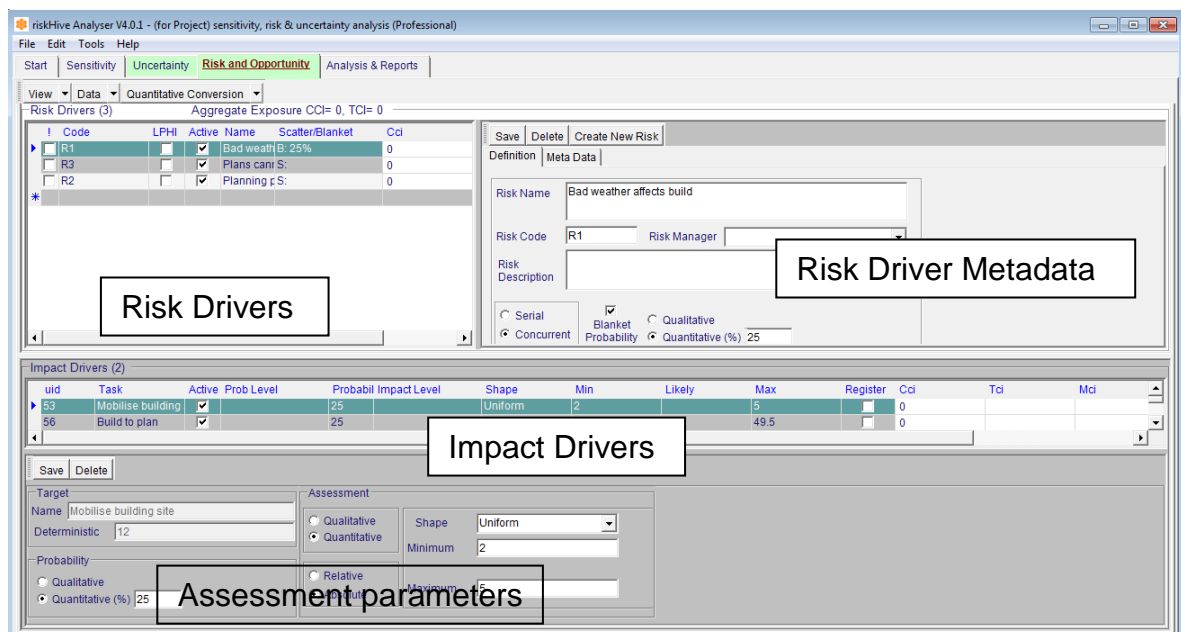 riskHive Analyser V4.0.1 - (for Project) sensitivity, risk & uncertainty analysis (Professional)
File Edit Tools Help
Start Sensitivity Uncertainty Risk and Opportunity Analysis & Reports
View Data Quantitative Conversion
Risk Drivers (3) Aggregate Exposure CCI= 0, TCI= 0
! Code LPHI Active Name Scatter/Blanket Cci
R1 Bad weath B: 25% 0
R3 Plans cann S: 0
R2 Planning p S: 0
*
Risk Drivers
Save Delete Create New Risk
Definition Meta Data
Risk Name Bad weather affects build
Risk Code R1 Risk Manager
Risk Description
Risk Driver Metadata
Serial
Concurrent
Blanket Probability
Qualitative
Quantitative (%) 25
Impact Drivers (2)
uid Task Active Prob Level Probabil Impact Level Shape Min Likely Max Register Cci Tci Mci
53 Mobilise building 25 Uniform 2 5 0
56 Build to plan 25 49.5 0
Impact Drivers
Save Delete
Target
Name Mobilise building site
Deterministic 12
Probability
Qualitative
Quantitative (%) 25
Assessment
Qualitative
Quantitative
Shape Uniform
Minimum 2
Relative
Absolute
Maximum 5
Assessment parameters